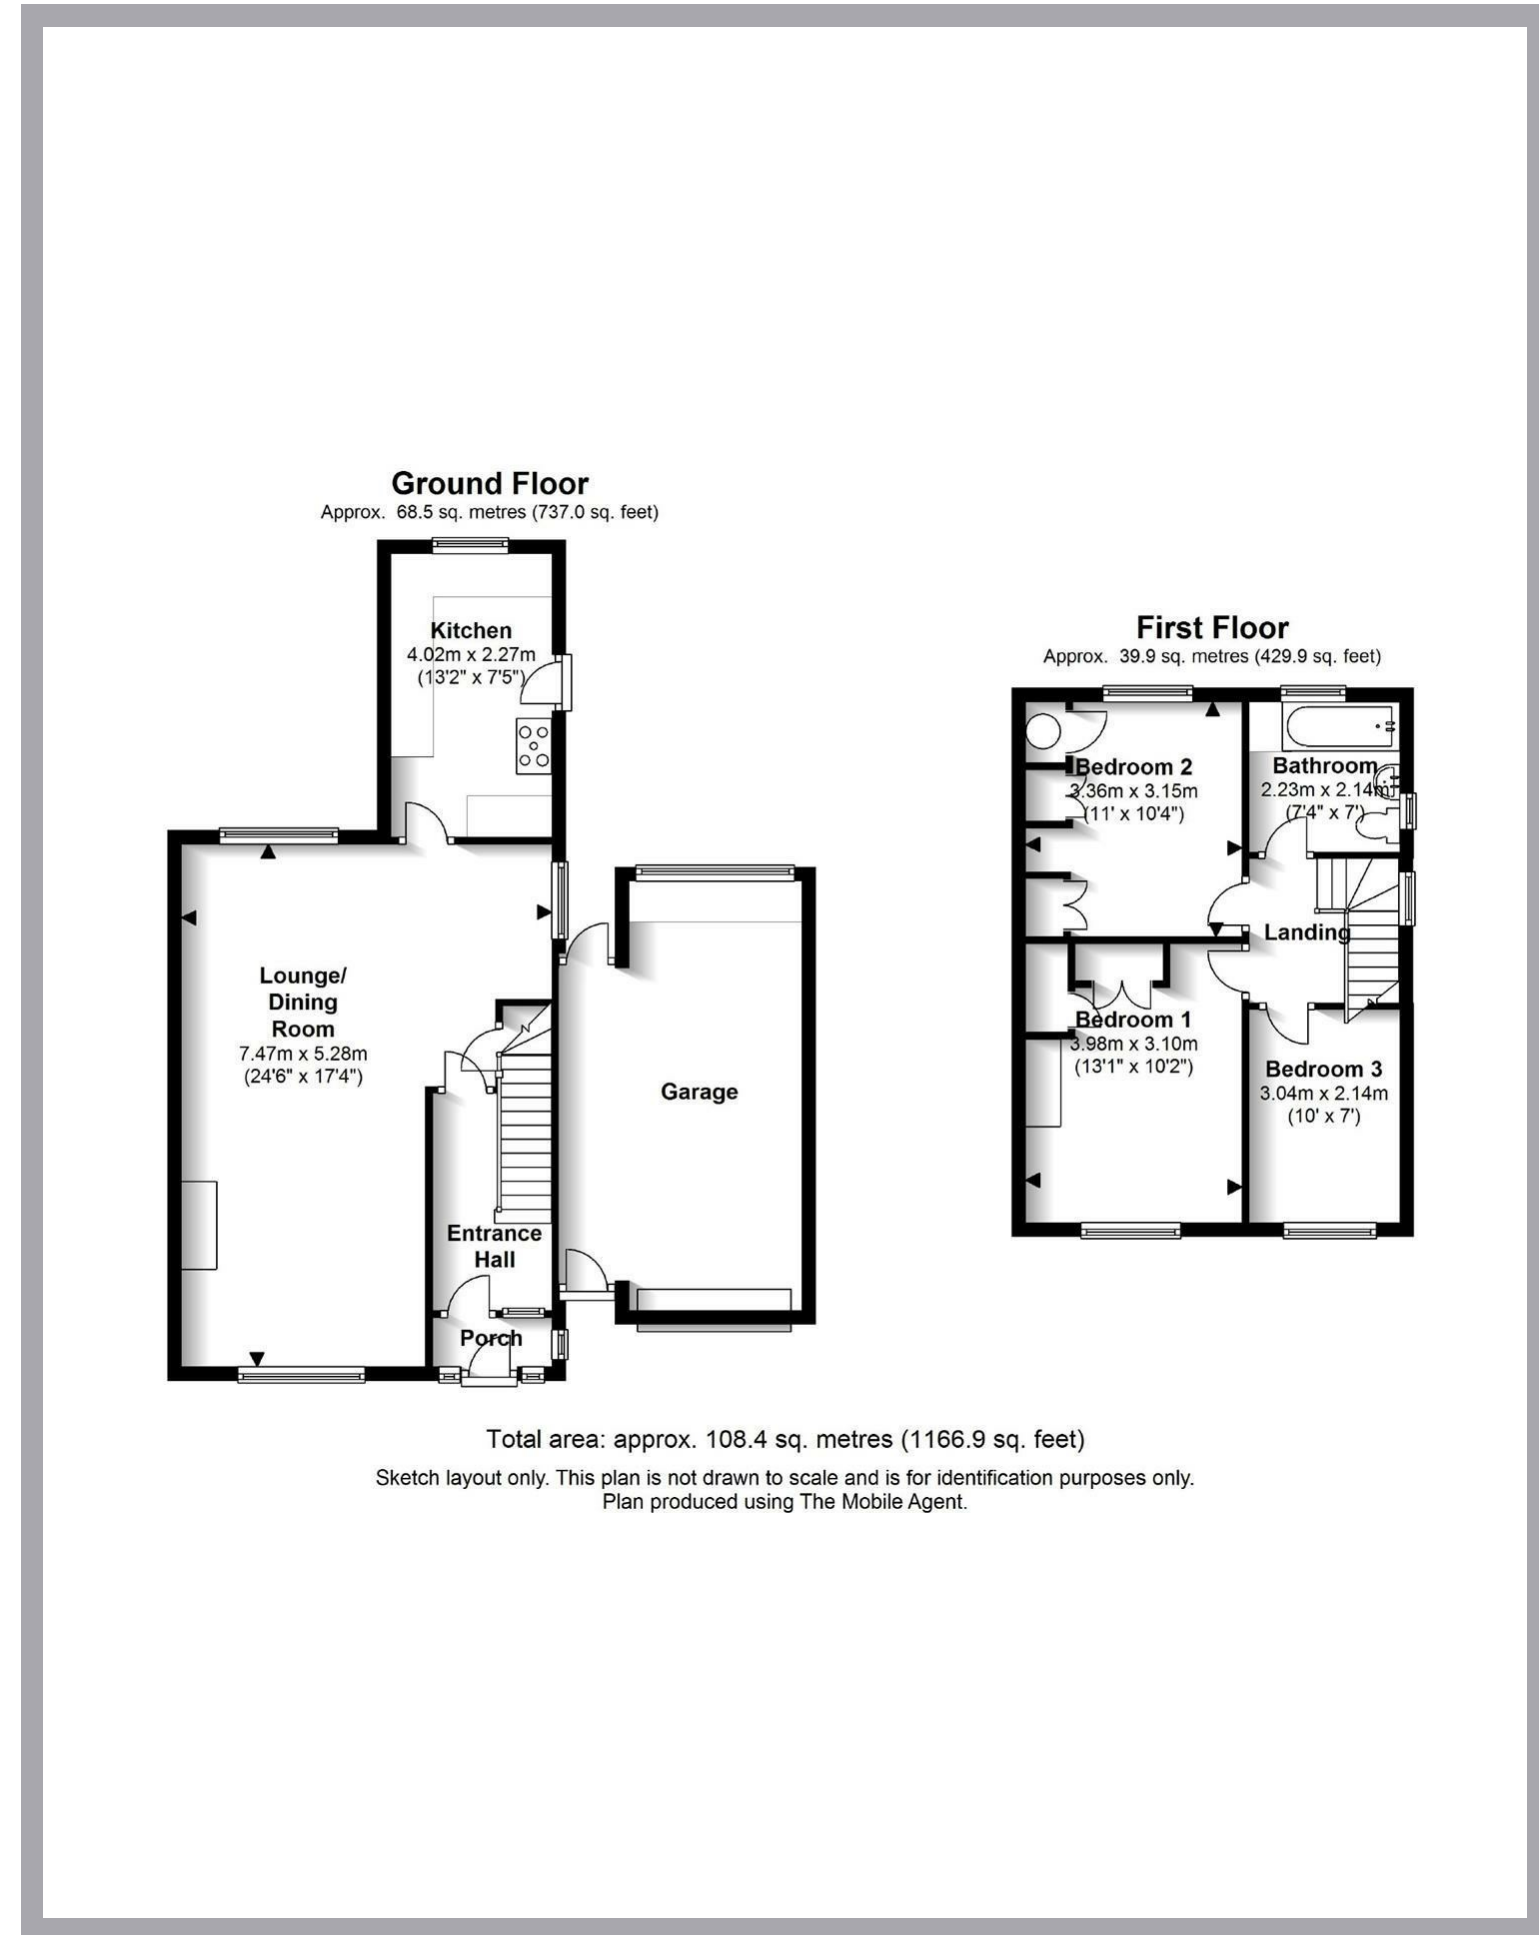 Ground Floor
Approx. 68.5 sq. metres (737.0 sq. feet)
Kitchen
4.02m x 2.27m
(13'2" x 7'5")
Lounge/
Dining
Room
7.47m x 5.28m
(24'6" x 17'4")
Garage
Entrance
Hall
Porch
First Floor
Approx. 39.9 sq. metres (429.9 sq. feet)
Bedroom 2
3.36m x 3.15m
(11' x 10'4")
Bathroom
2.23m x 2.14m
(7'4" x 7')
Landing
Bedroom 1
3.98m x 3.10m
(13'1" x 10'2")
Bedroom 3
3.04m x 2.14m
(10' x 7')
Total area: approx. 108.4 sq. metres (1166.9 sq. feet)
Sketch layout only. This plan is not drawn to scale and is for identification purposes only.
Plan produced using The Mobile Agent.